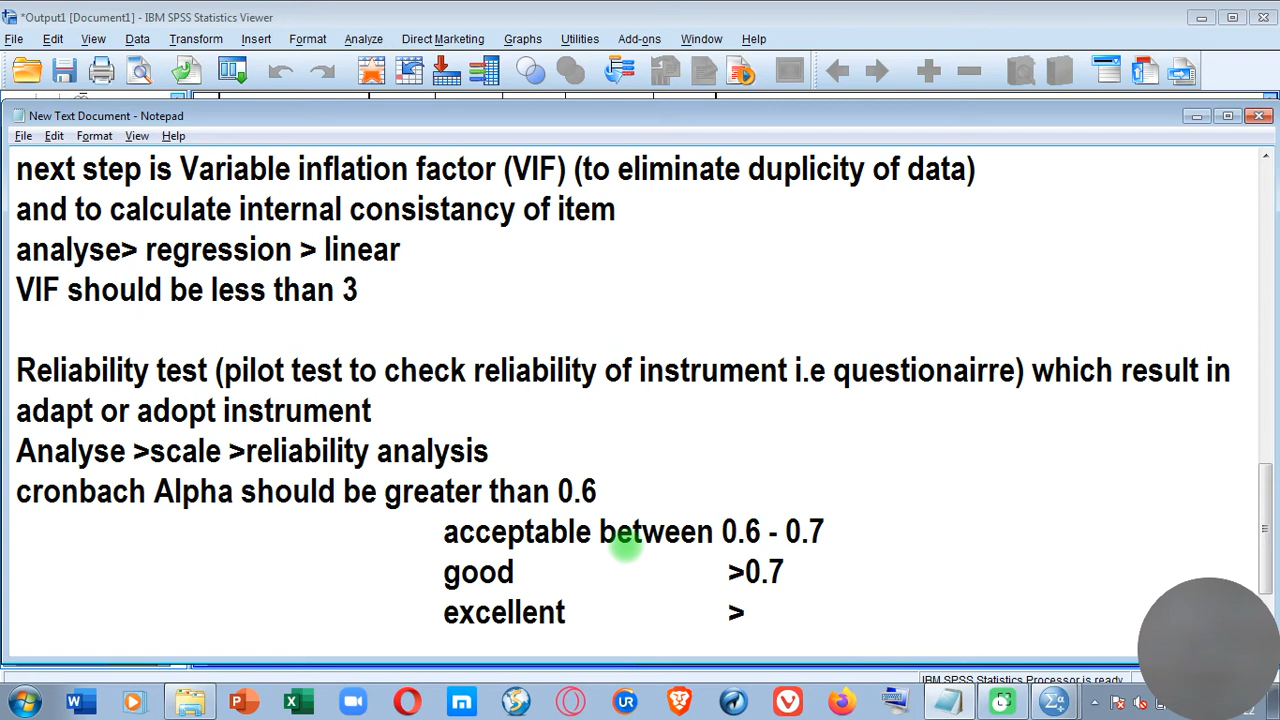 *Output1 [Document1] - IBM SPSS Statistics Viewer
File Edit View Data Transform Insert Format Analyze Direct Marketing Graphs Utilities Add-ons Window Help
New Text Document - Notepad
File Edit Format View Help
next step is Variable inflation factor (VIF) (to eliminate duplicity of data)
and to calculate internal consistancy of item
analyse> regression > linear
VIF should be less than 3
Reliability test (pilot test to check reliability of instrument i.e questionairre) which result in
adapt or adopt instrument
Analyse >scale >reliability analysis
cronbach Alpha should be greater than 0.6
acceptable between 0.6 - 0.7
good >0.7
excellent >
IBM SPSS Statistics Processor is ready